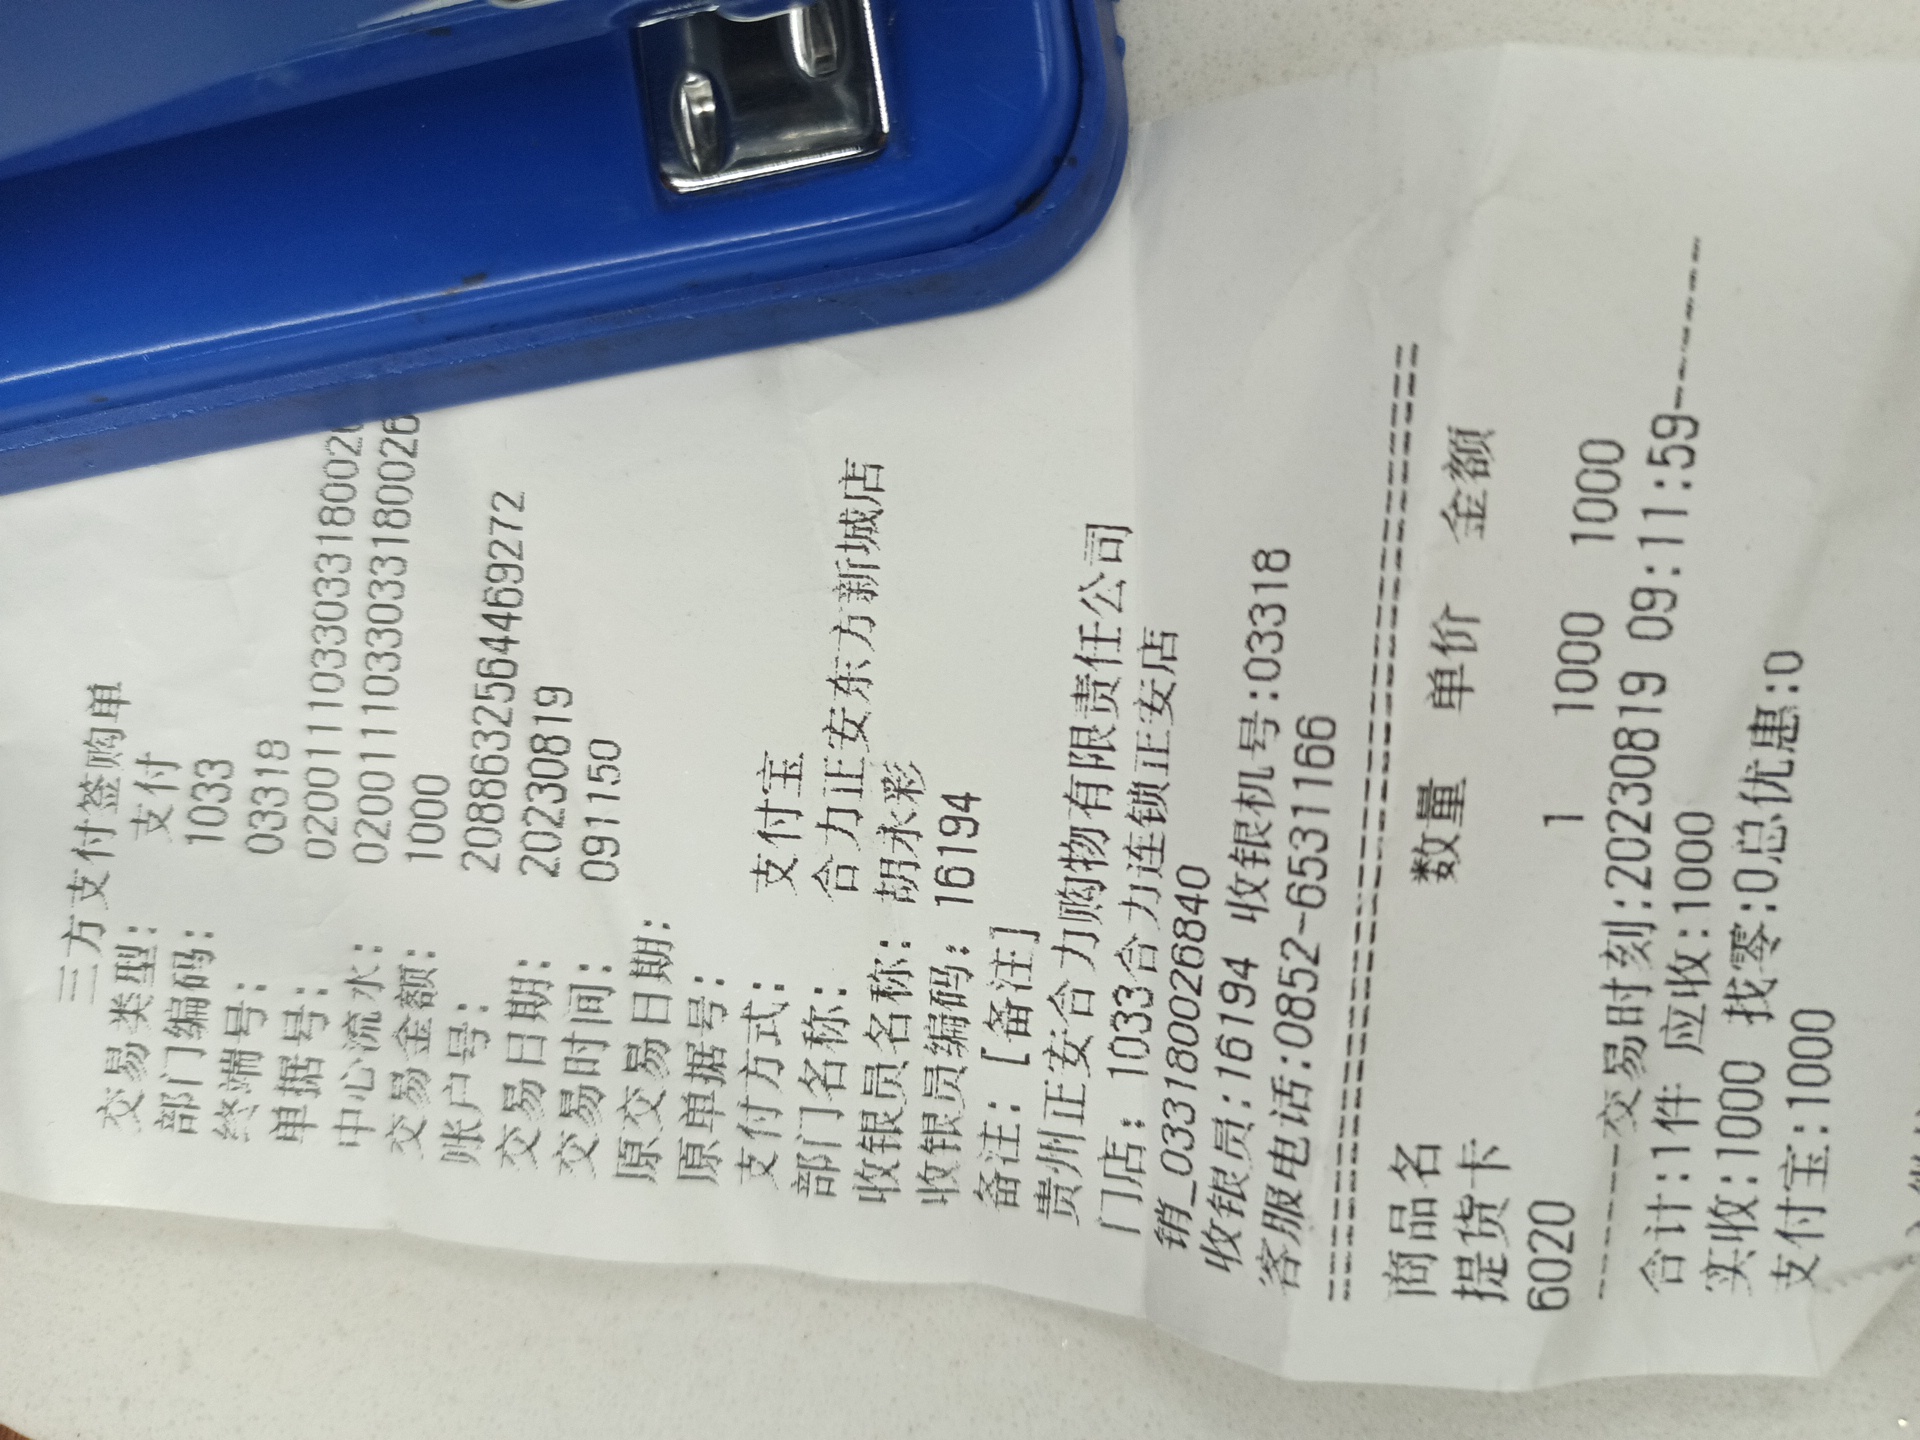 三方支付签购单
交易类型： 支付
部门编码： 1033
终端号： 03318
单据号： 020011103303318002
中心流水： 0200111033033180026
交易金额： 1000
账户号： 2088632564469272
交易日期： 20230819
交易时间： 091150
原交易日期：
原单据号：
支付方式： 支付宝
部门名称： 合力正安东方新城店
收银员名称： 胡永彩
收银员编码： 16194
备注： [备注]
贵州正安合力购物有限责任公司
门店： 1033合力连锁正安店
销_033180026840
收银员:16194 收银机号:03318
客服电话:0852-6531166
商品名 数量 单价 金额
提货卡
6020 1 1000 1000
-----交易时刻:20230819 09:11:59------
合计:1件 应收:1000
实收:1000 找零:0总优惠:0
支付宝:1000